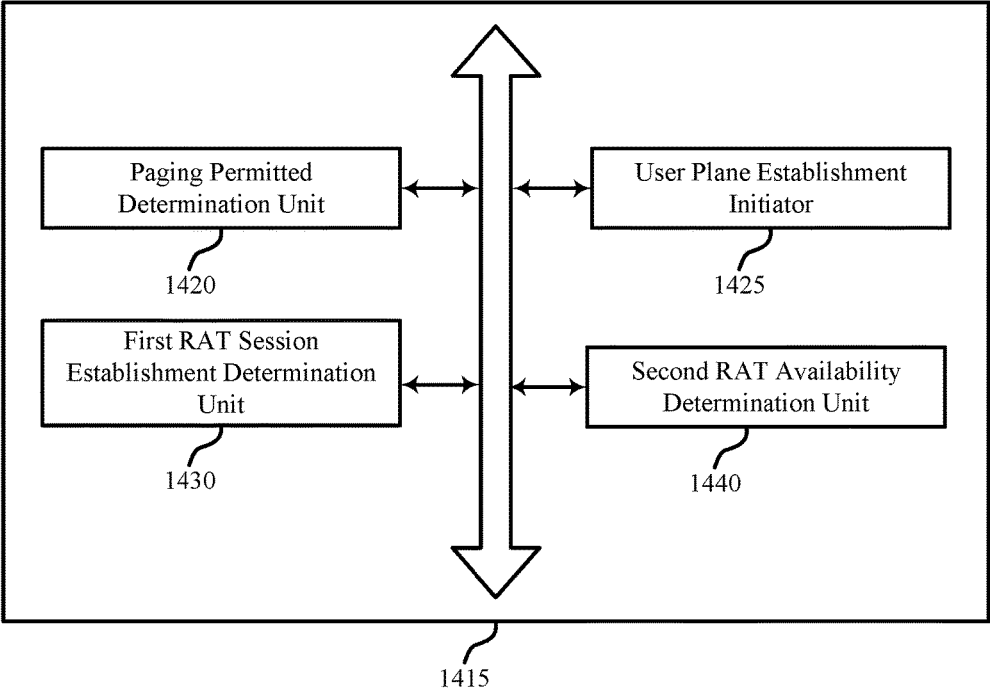 Paging Permitted
Determination Unit
1420
User Plane Establishment
Initiator
1425
First RAT Session
Establishment Determination
Unit
1430
Second RAT Availability
Determination Unit
1440
1415